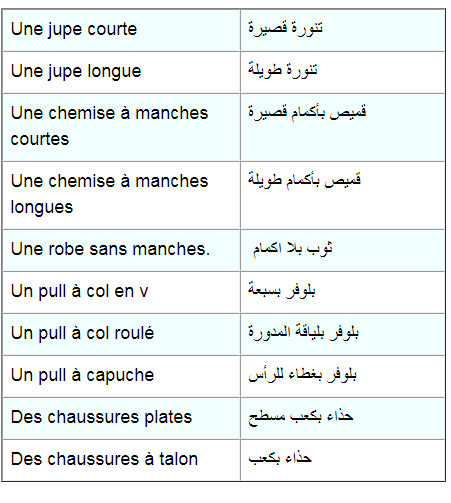 Une jupe courte تنورة قصيرة
Une jupe longue تنورة طويلة
Une chemise à manches قميص بأكمام قصيرة
courtes
Une chemise à manches قميص بأكمام طويلة
longues
Une robe sans manches. ثوب بلا اكمام
Un pull à col en v بلوفر بسبعة
Un pull à col roulé بلوفر بلياقة المدورة
Un pull à capuche بلوفر بغطاء للرأس
Des chaussures plates حذاء بكعب مسطح
Des chaussures à talon حذاء بكعب